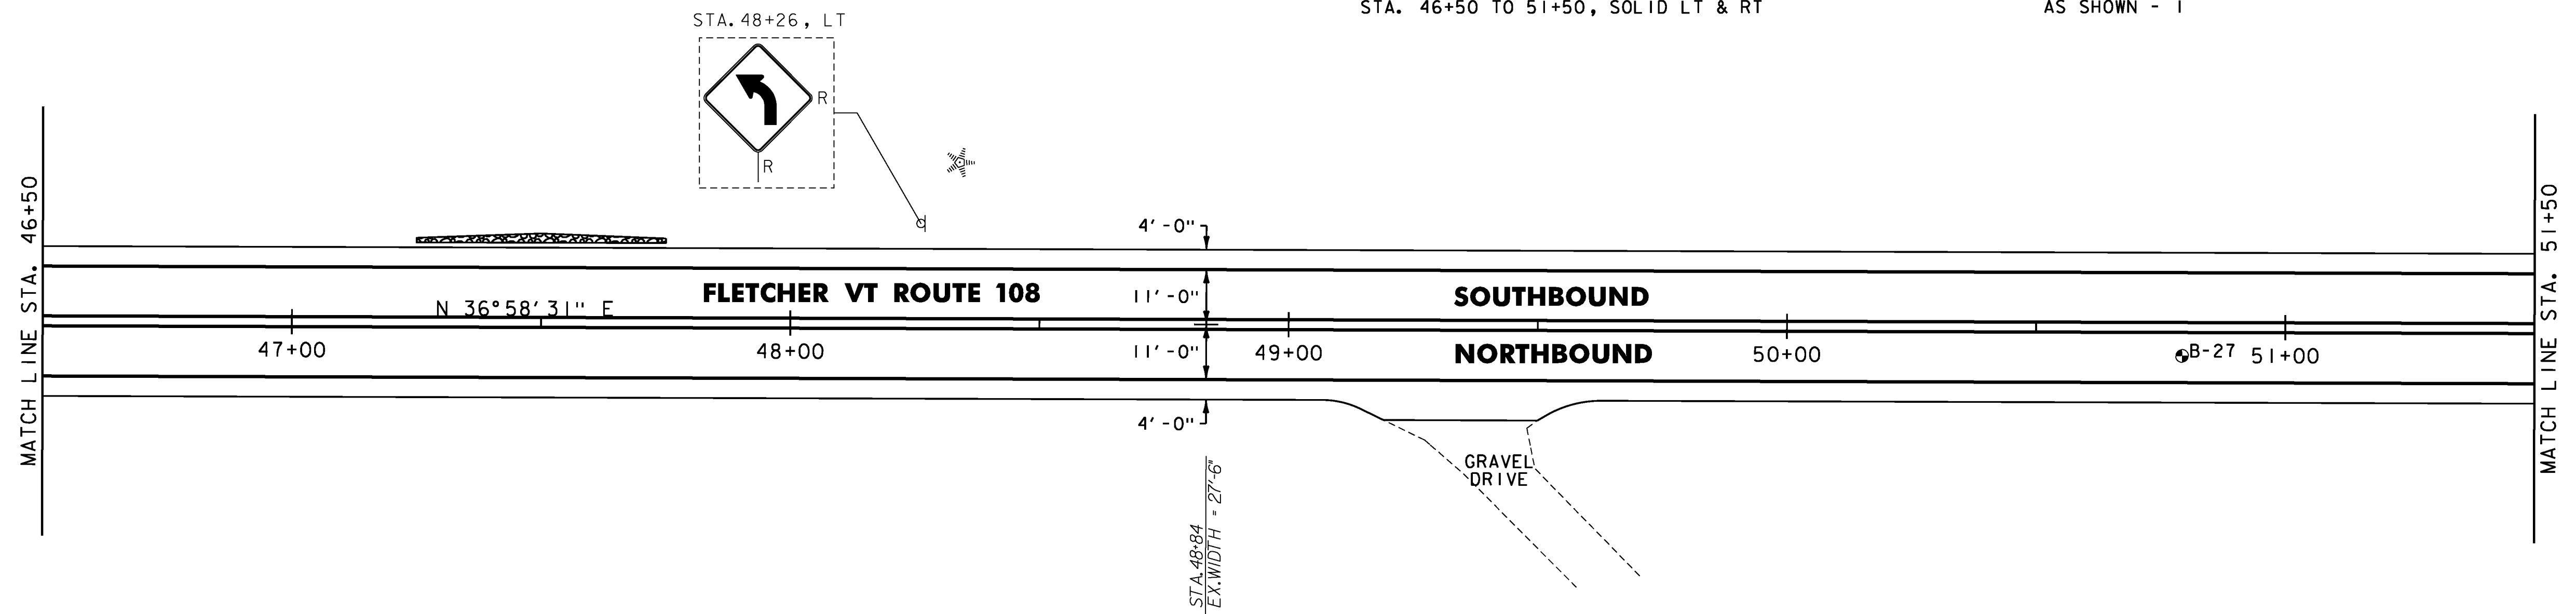 STA. 46+50 TO 51+50, SOLID LT & RT
AS SHOWN - 1
STA.48+26, LT
R
R
MATCH LINE STA. 46+50
4'-0"
FLETCHER VT ROUTE 108
11'-0"
SOUTHBOUND
N 36°58'31" E
47+00
48+00
11'-0"
49+00
NORTHBOUND
50+00
B-27
51+00
4'-0"
GRAVEL
DRIVE
STA.48+84
EX.WIDTH = 27'-6"
MATCH LINE STA. 51+50